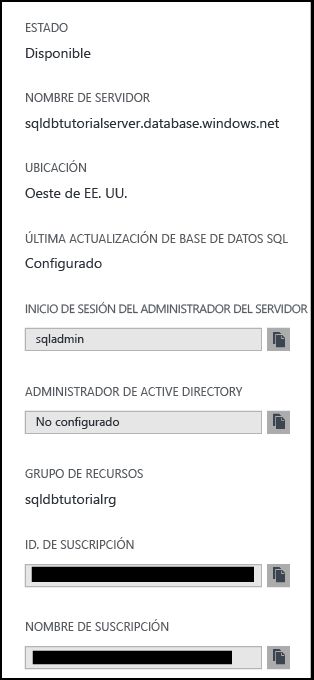 ESTADO
Disponible
NOMBRE DE SERVIDOR
sqldbtutorialserver.database.windows.net
UBICACIÓN
Oeste de EE. UU.
ÚLTIMA ACTUALIZACIÓN DE BASE DE DATOS SQL
Configurado
INICIO DE SESIÓN DEL ADMINISTRADOR DEL SERVIDOR
sqladmin
ADMINISTRADOR DE ACTIVE DIRECTORY
No configurado
GRUPO DE RECURSOS
sqldbtutorialrg
ID. DE SUSCRIPCIÓN
NOMBRE DE SUSCRIPCIÓN